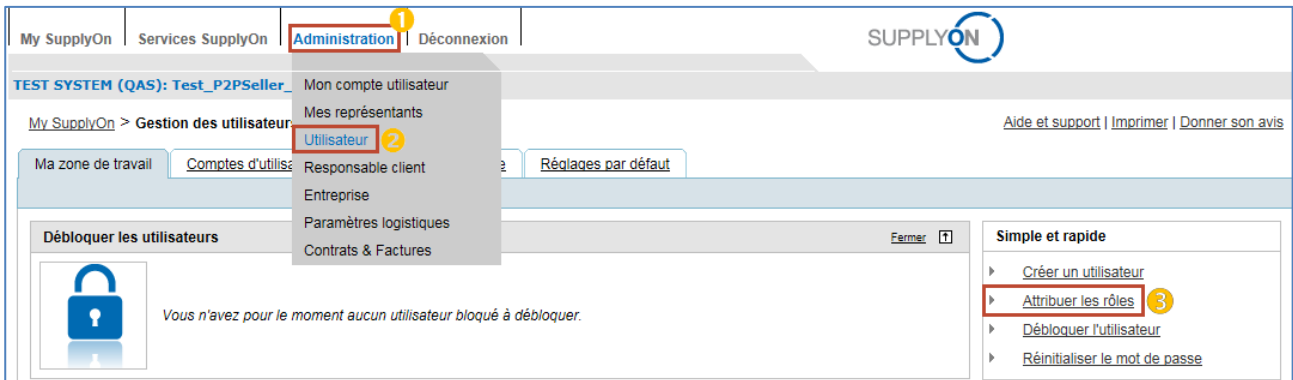 1
My SupplyOn Services SupplyOn Administration Déconnexion SUPPLYON
TEST SYSTEM (QAS): Test_P2PSeller_
Mon compte utilisateur
Mes représentants
Utilisateur 2
Responsable client
Entreprise
Paramètres logistiques
Contrats & Factures
My SupplyOn > Gestion des utilisateur Aide et support | Imprimer | Donner son avis
Ma zone de travail Comptes d'utilisa Réglages par défaut
Débloquer les utilisateurs Fermer
Vous n'avez pour le moment aucun utilisateur bloqué à débloquer.
Simple et rapide
Créer un utilisateur
Attribuer les rôles 3
Débloquer l'utilisateur
Réinitialiser le mot de passe